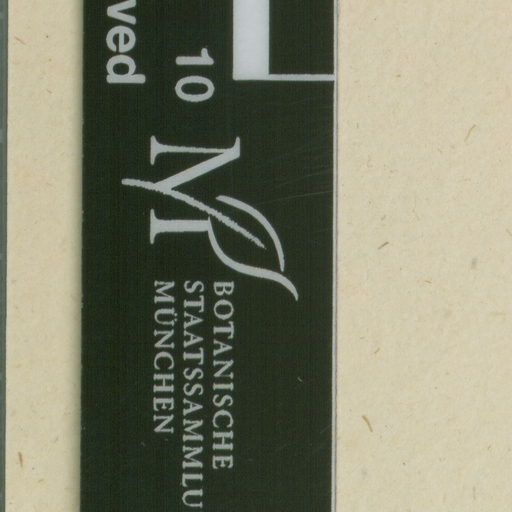 ved
10
BOTANISCHE
STAATSSAMMLU
MÜNCHEN